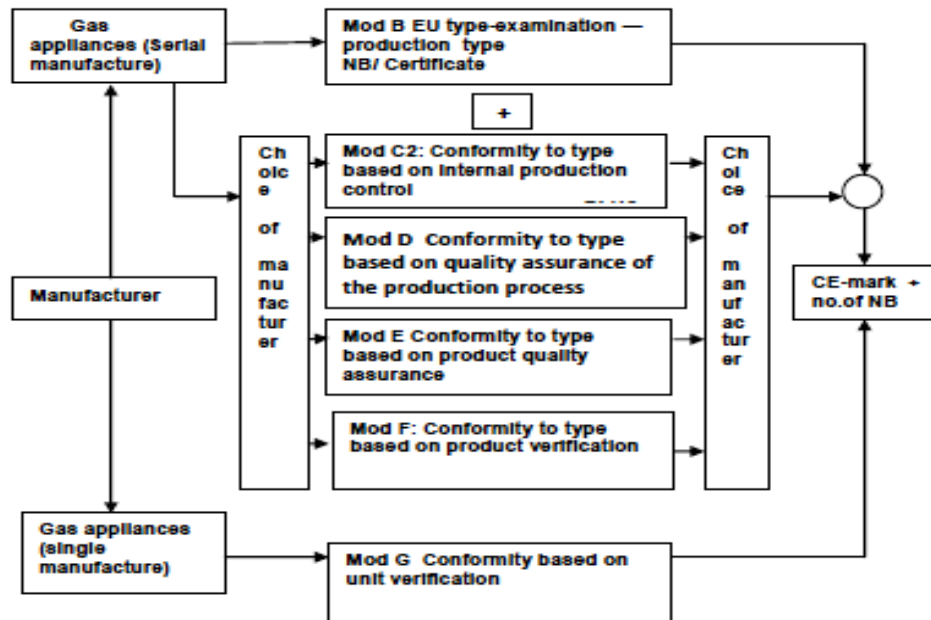 Gas
appliances (Serial
manufacture)
Mod B EU type-examination —
production type
NB/ Certificate
+
Ch
oic
e
of
ma
nu
fac
tur
er
Mod C2: Conformity to type
based on internal production
control
Mod D Conformity to type
based on quality assurance of
the production process
Mod E Conformity to type
based on product quality
assurance
Mod F: Conformity to type
based on product verification
Ch
oi
ce
of
m
an
uf
ac
tur
er
Manufacturer
CE-mark +
no.of NB
Gas appliances
(single
manufacture)
Mod G Conformity based on
unit verification